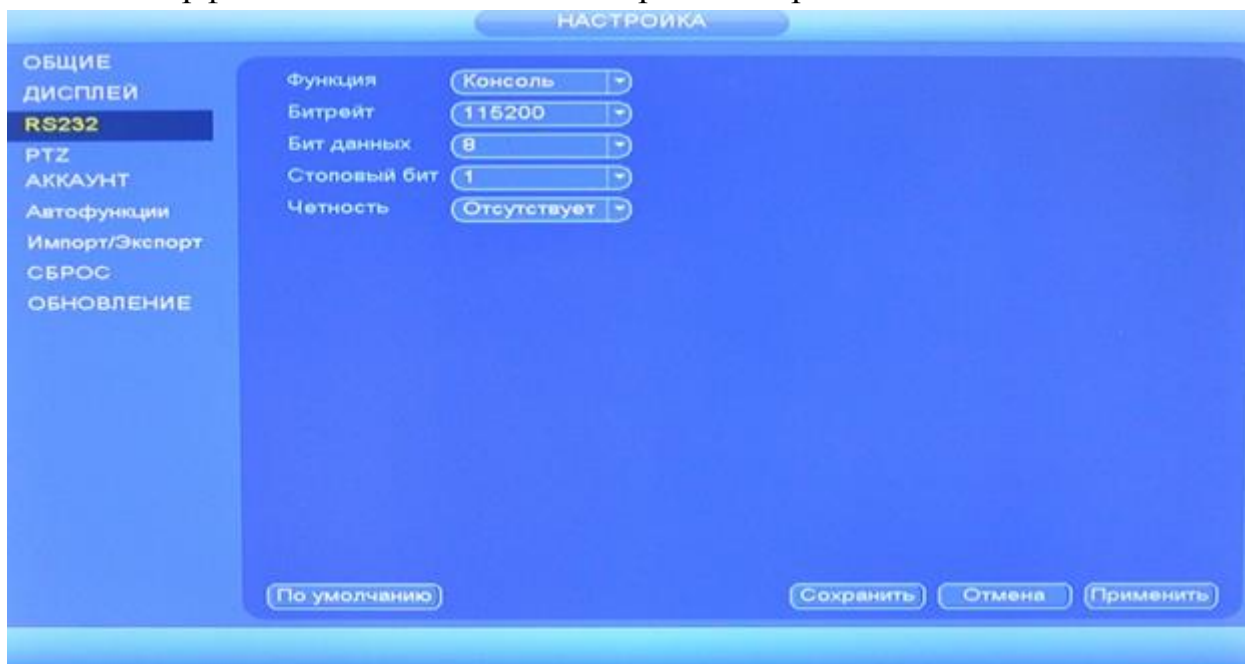 НАСТРОЙКА
ОБЩИЕ
ДИСПЛЕЙ
RS232
PTZ
АККАУНТ
Автофункции
Импорт/Экспорт
СБРОС
ОБНОВЛЕНИЕ
Функция Консоль
Битрейт 115200
Бит данных 8
Стоповый бит 1
Четность Отсутствует
По умолчанию Сохранить Отмена Применить